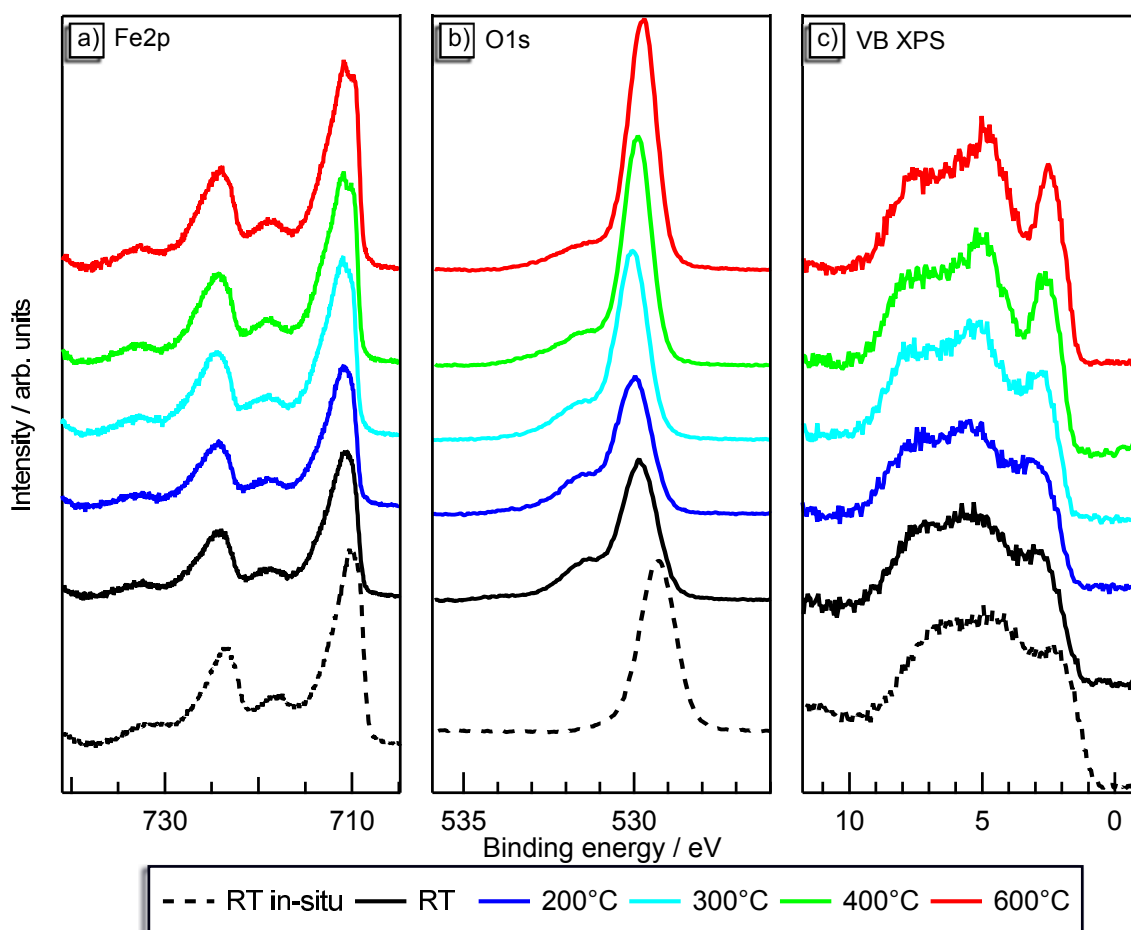 a) Fe2p
b) O1s
c) VB XPS
Intensity / arb. units
730 710 535 530 10 5 0
Binding energy / eV
RT in-situ RT 200°C 300°C 400°C 600°C